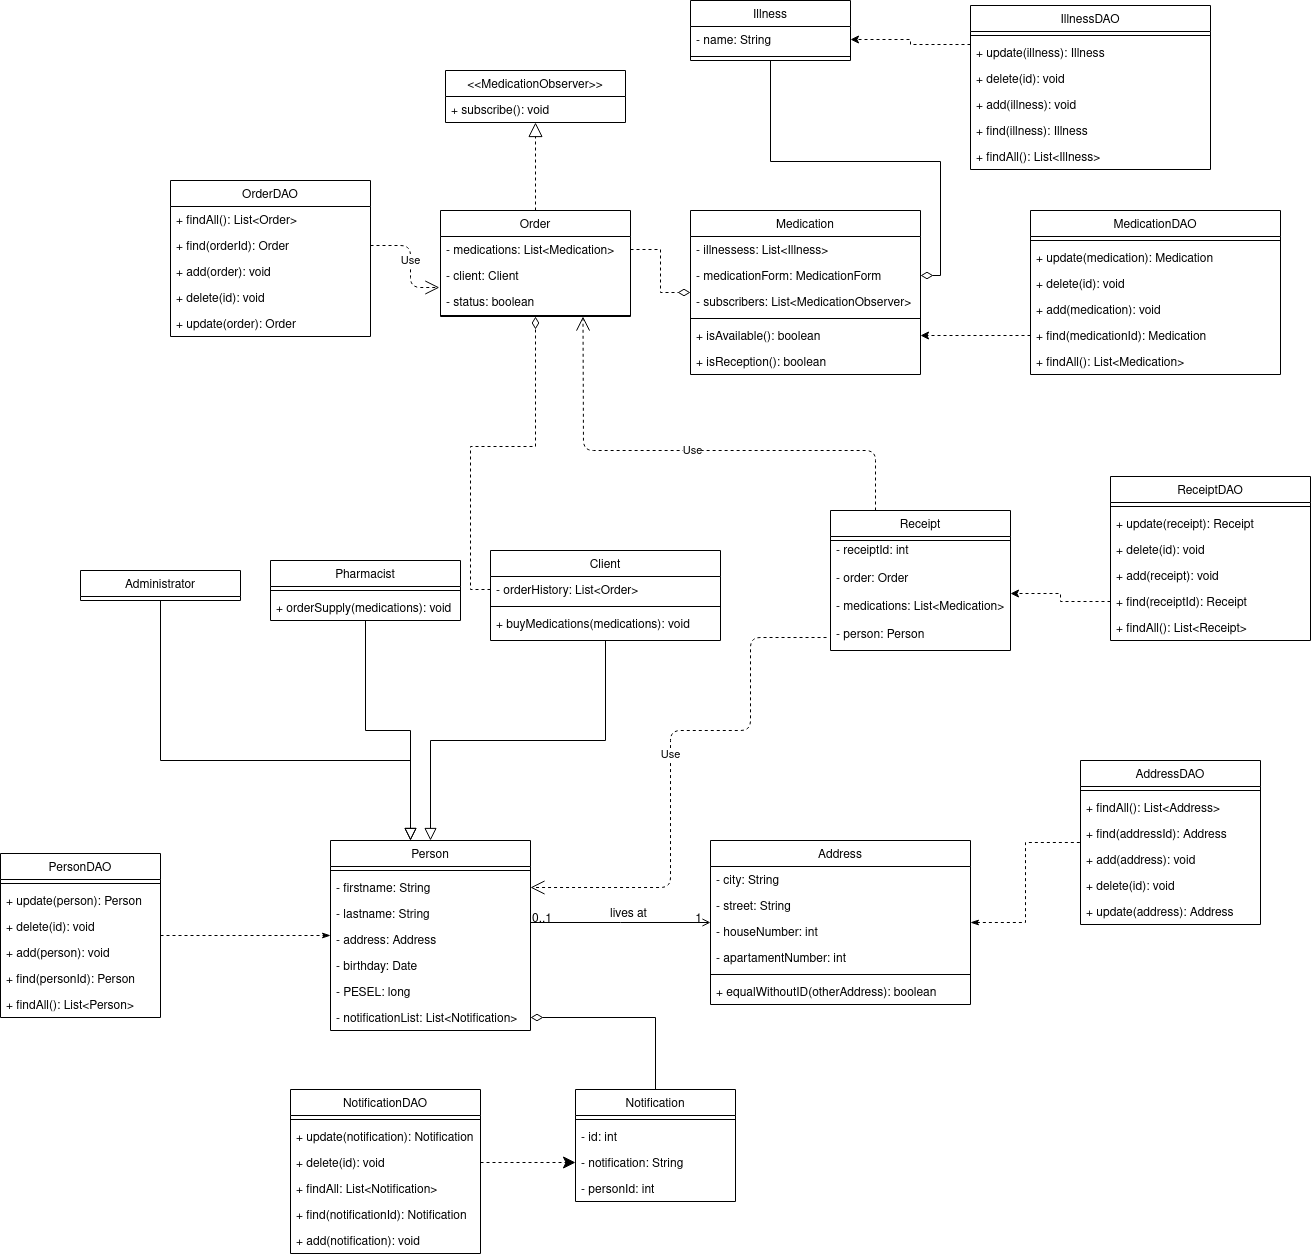 Illness
- name: String
IllnessDAO
+ update(illness): Illness
+ delete(id): void
+ add(illness): void
+ find(illness): Illness
+ findAll(): List<Illness>
<<MedicationObserver>>
+ subscribe(): void
OrderDAO
+ findAll(): List<Order>
+ find(orderId): Order
+ add(order): void
+ delete(id): void
+ update(order): Order
Use
Order
- medications: List<Medication>
- client: Client
- status: boolean
Medication
- illnessess: List<Illness>
- medicationForm: MedicationForm
- subscribers: List<MedicationObserver>
+ isAvailable(): boolean
+ isReception(): boolean
MedicationDAO
+ update(medication): Medication
+ delete(id): void
+ add(medication): void
+ find(medicationId): Medication
+ findAll(): List<Medication>
Use
Receipt
- receiptId: int
- order: Order
- medications: List<Medication>
- person: Person
ReceiptDAO
+ update(receipt): Receipt
+ delete(id): void
+ add(receipt): void
+ find(receiptId): Receipt
+ findAll(): List<Receipt>
Administrator
Pharmacist
+ orderSupply(medications): void
Client
- orderHistory: List<Order>
+ buyMedications(medications): void
Use
PersonDAO
+ update(person): Person
+ delete(id): void
+ add(person): void
+ find(personId): Person
+ findAll(): List<Person>
Person
- firstname: String
- lastname: String
- address: Address
- birthday: Date
- PESEL: long
- notificationList: List<Notification>
0..1
lives at
1
Address
- city: String
- street: String
- houseNumber: int
- apartamentNumber: int
+ equalWithoutID(otherAddress): boolean
AddressDAO
+ findAll(): List<Address>
+ find(addressId): Address
+ add(address): void
+ delete(id): void
+ update(address): Address
NotificationDAO
+ update(notification): Notification
+ delete(id): void
+ findAll: List<Notification>
+ find(notificationId): Notification
+ add(notification): void
Notification
- id: int
- notification: String
- personId: int